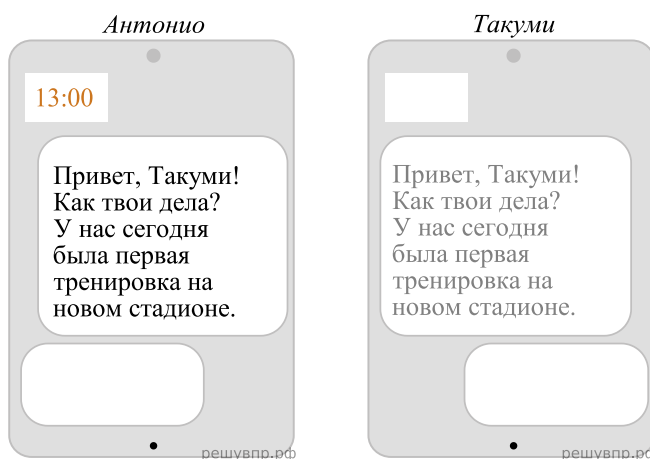 Антонио
13:00
Привет, Такуми!
Как твои дела?
У нас сегодня
была первая
тренировка на
новом стадионе.
решувпр.рф
Такуми
Привет, Такуми!
Как твои дела?
У нас сегодня
была первая
тренировка на
новом стадионе.
решувпр.рф